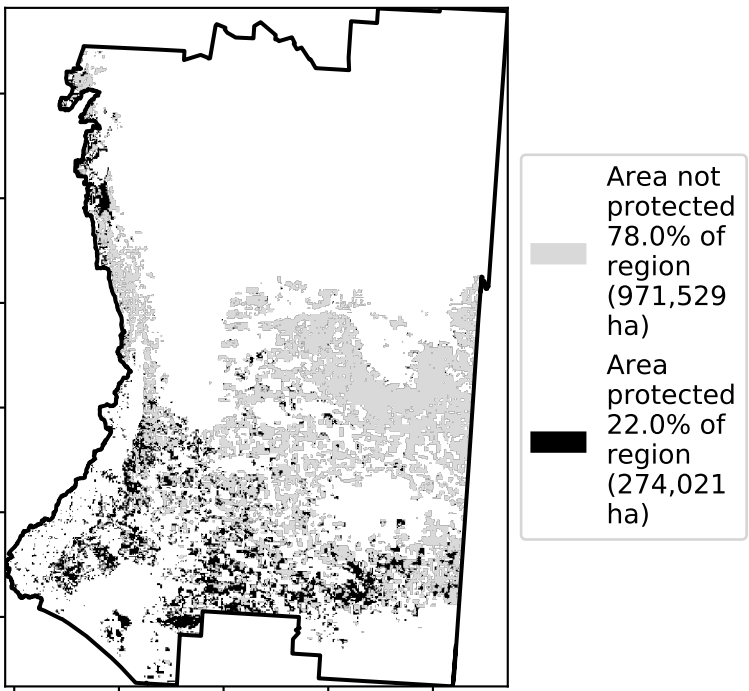 Area not
protected
78.0% of
region
(971,529
ha)
Area
protected
22.0% of
region
(274,021
ha)